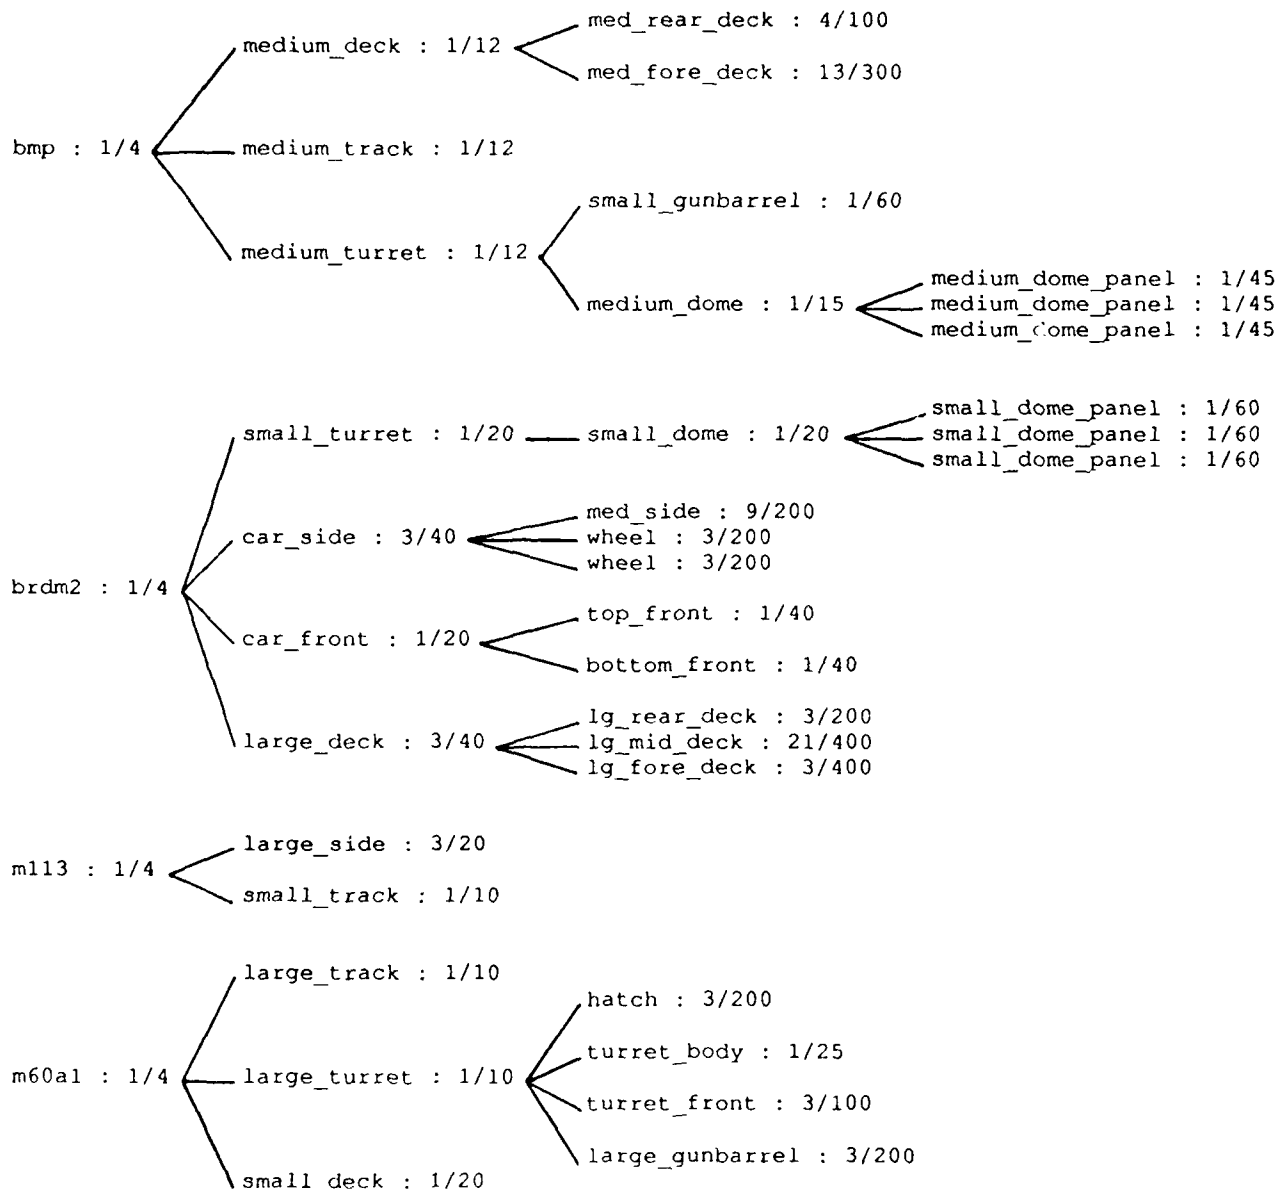 med_rear_deck : 4/100
medium_deck : 1/12
med_fore_deck : 13/300
bmp : 1/4
medium_track : 1/12
small_gunbarrel : 1/60
medium_turret : 1/12
medium_dome_panel : 1/45
medium_dome : 1/15
medium_dome_panel : 1/45
medium_dome_panel : 1/45
small_dome_panel : 1/60
small_turret : 1/20
small_dome : 1/20
small_dome_panel : 1/60
small_dome_panel : 1/60
med_side : 9/200
car_side : 3/40
wheel : 3/200
wheel : 3/200
brdm2 : 1/4
top_front : 1/40
car_front : 1/20
bottom_front : 1/40
lg_rear_deck : 3/200
large_deck : 3/40
lg_mid_deck : 21/400
lg_fore_deck : 3/400
large_side : 3/20
m113 : 1/4
small_track : 1/10
large_track : 1/10
hatch : 3/200
turret_body : 1/25
m60a1 : 1/4
large_turret : 1/10
turret_front : 3/100
large_gunbarrel : 3/200
small_deck : 1/20